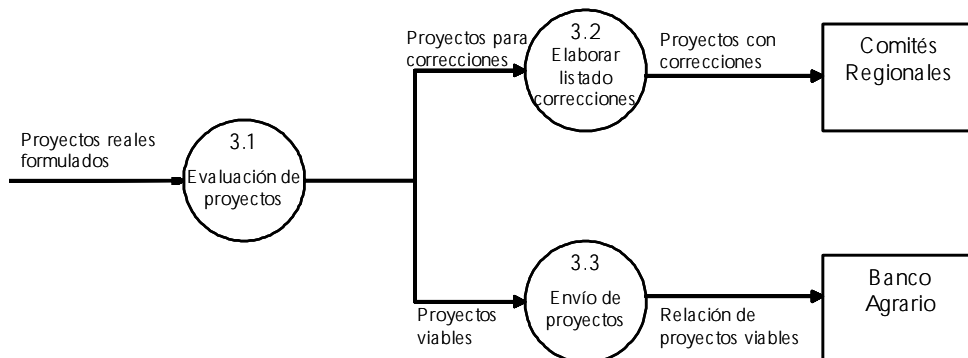 Proyectos reales
formulados
3.1
Evaluación de
proyectos
Proyectos para
correcciones
3.2
Elaborar
listado
correcciones
Proyectos con
correcciones
Comités
Regionales
Proyectos
viables
3.3
Envío de
proyectos
Relación de
proyectos viables
Banco
Agrario